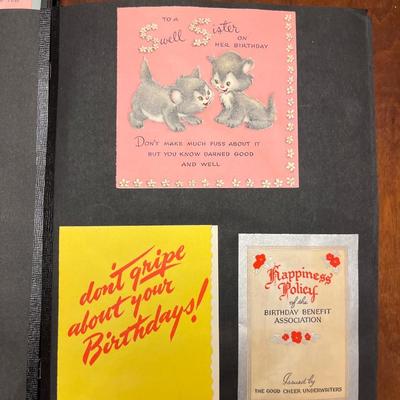 TO A
Swell Sister
ON
HER BIRTHDAY
DON'T MAKE MUCH FUSS ABOUT IT
BUT YOU KNOW DARNED GOOD
AND WELL
don't gripe
about your
Birthdays!
Happiness
Policy
of the
BIRTHDAY BENEFIT
ASSOCIATION
Issued by
THE GOOD CHEER UNDERWRITERS